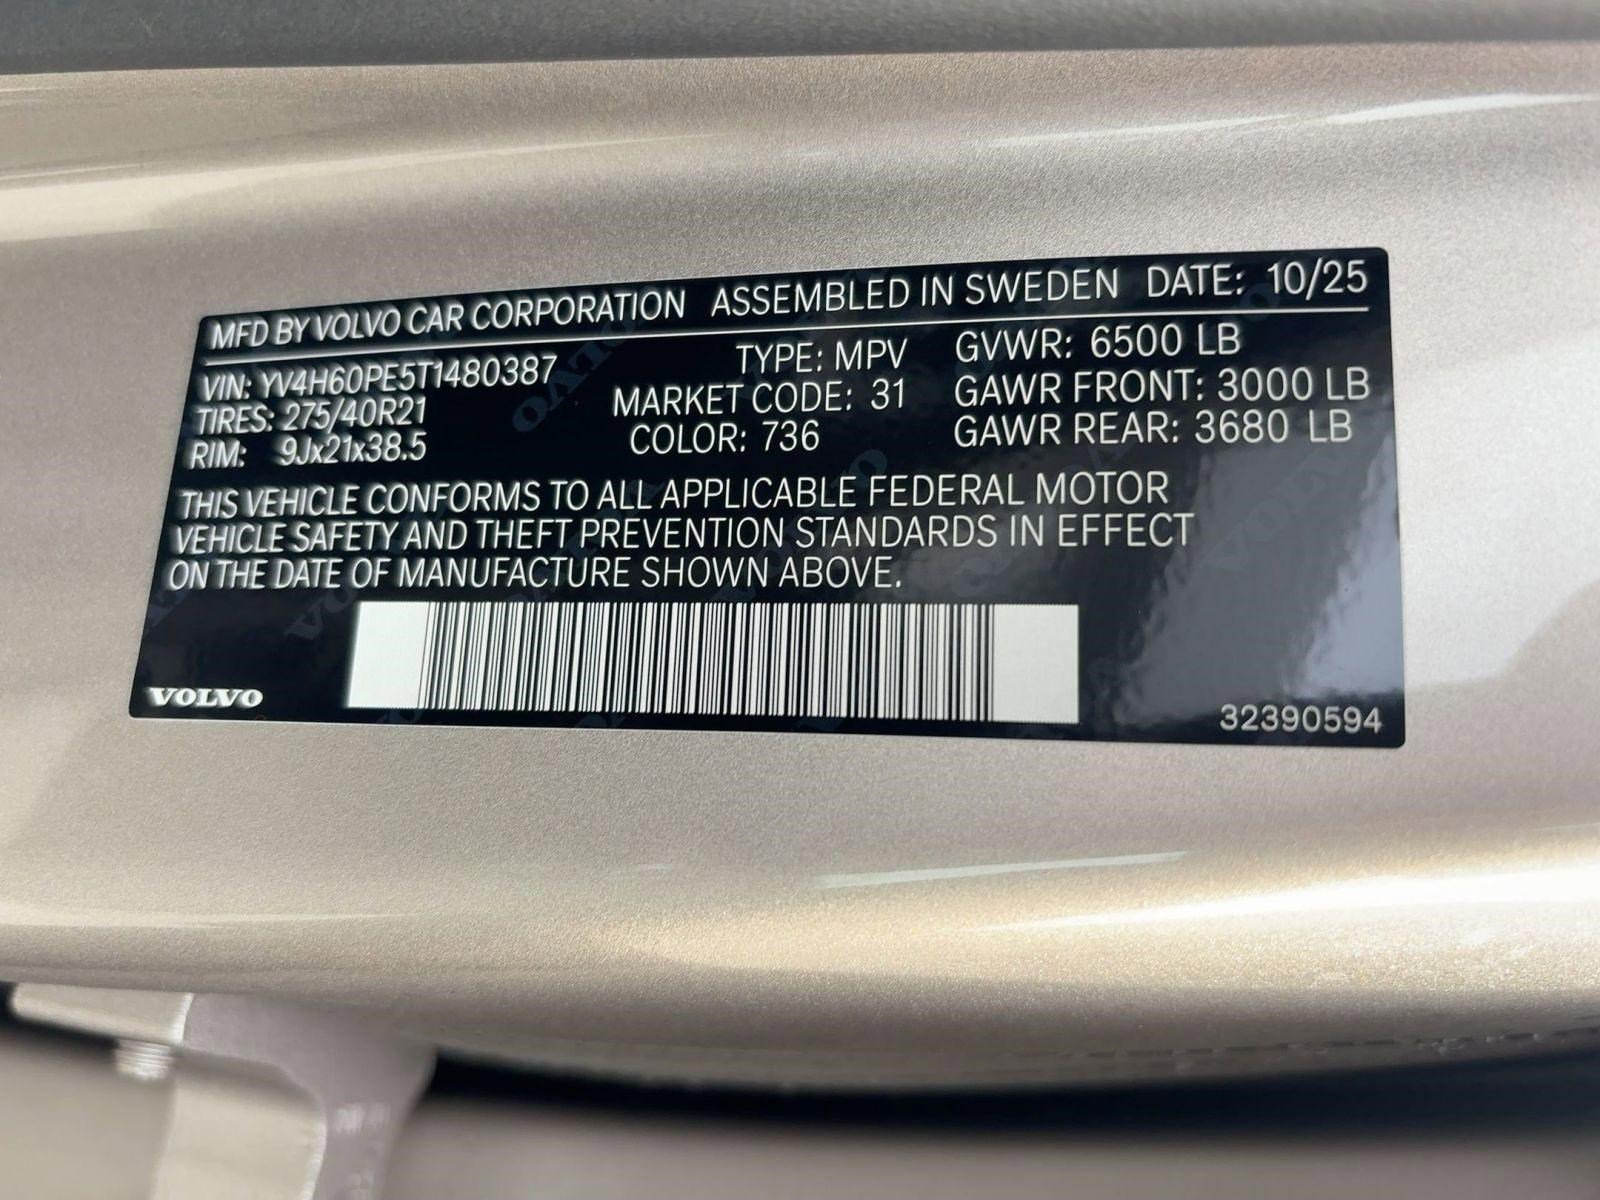 MFD BY VOLVO CAR CORPORATION ASSEMBLED IN SWEDEN DATE: 10/25
VIN: YV4H60PE5T1480387 TYPE: MPV GVWR: 6500 LB
TIRES: 275/40R21 MARKET CODE: 31 GAWR FRONT: 3000 LB
RIM: 9Jx21x38.5 COLOR: 736 GAWR REAR: 3680 LB
THIS VEHICLE CONFORMS TO ALL APPLICABLE FEDERAL MOTOR
VEHICLE SAFETY AND THEFT PREVENTION STANDARDS IN EFFECT
ON THE DATE OF MANUFACTURE SHOWN ABOVE.
VOLVO
32390594